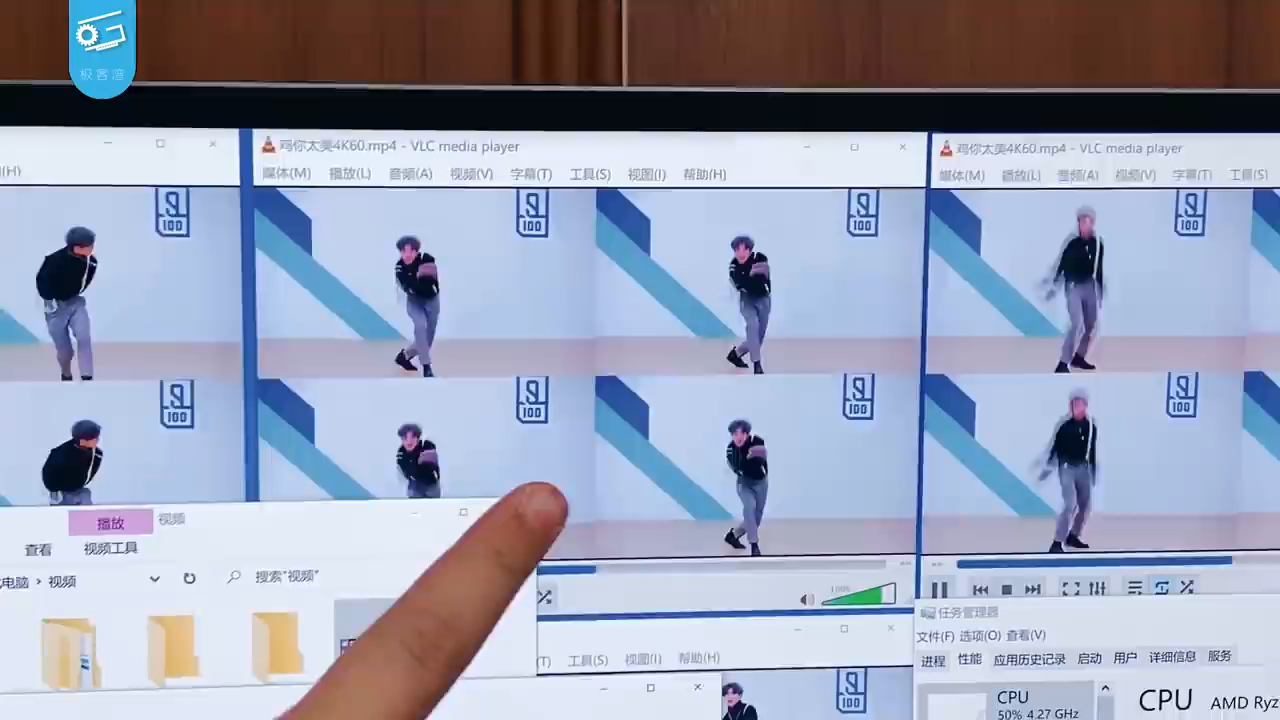 极客湾
(H)
鸡你太美4K60.mp4 - VLC media player
媒体(M) 播放(L) 音频(A) 视频(V) 字幕(T) 工具(S) 视图(I) 帮助(H)
鸡你太美4K60.mp4 - VLC media player
媒体(M) 播放(L) 音频(A) 视频(V) 字幕(T) 工具(S)
100
100
100
100
100
100
100
100
播放 视频
查看 视频工具
电脑 › 视频
搜索"视频"
100%
(T) 工具(S) 视图(I) 帮助(H)
100
任务管理器
文件(F) 选项(O) 查看(V)
进程 性能 应用历史记录 启动 用户 详细信息 服务
CPU
50% 4.27 GHz
CPU AMD Ryz